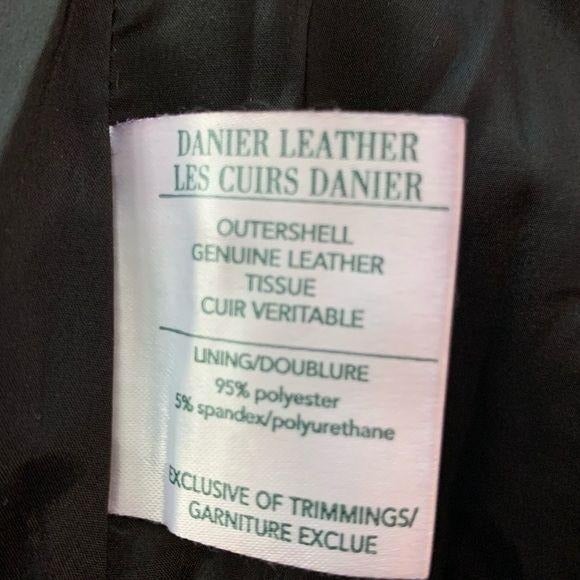 DANIER LEATHER
LES CUIRS DANIER
OUTERSHELL
GENUINE LEATHER
TISSUE
CUIR VERITABLE
LINING/DOUBLURE
95% polyester
5% spandex/polyurethane
EXCLUSIVE OF TRIMMINGS/
GARNITURE EXCLUE